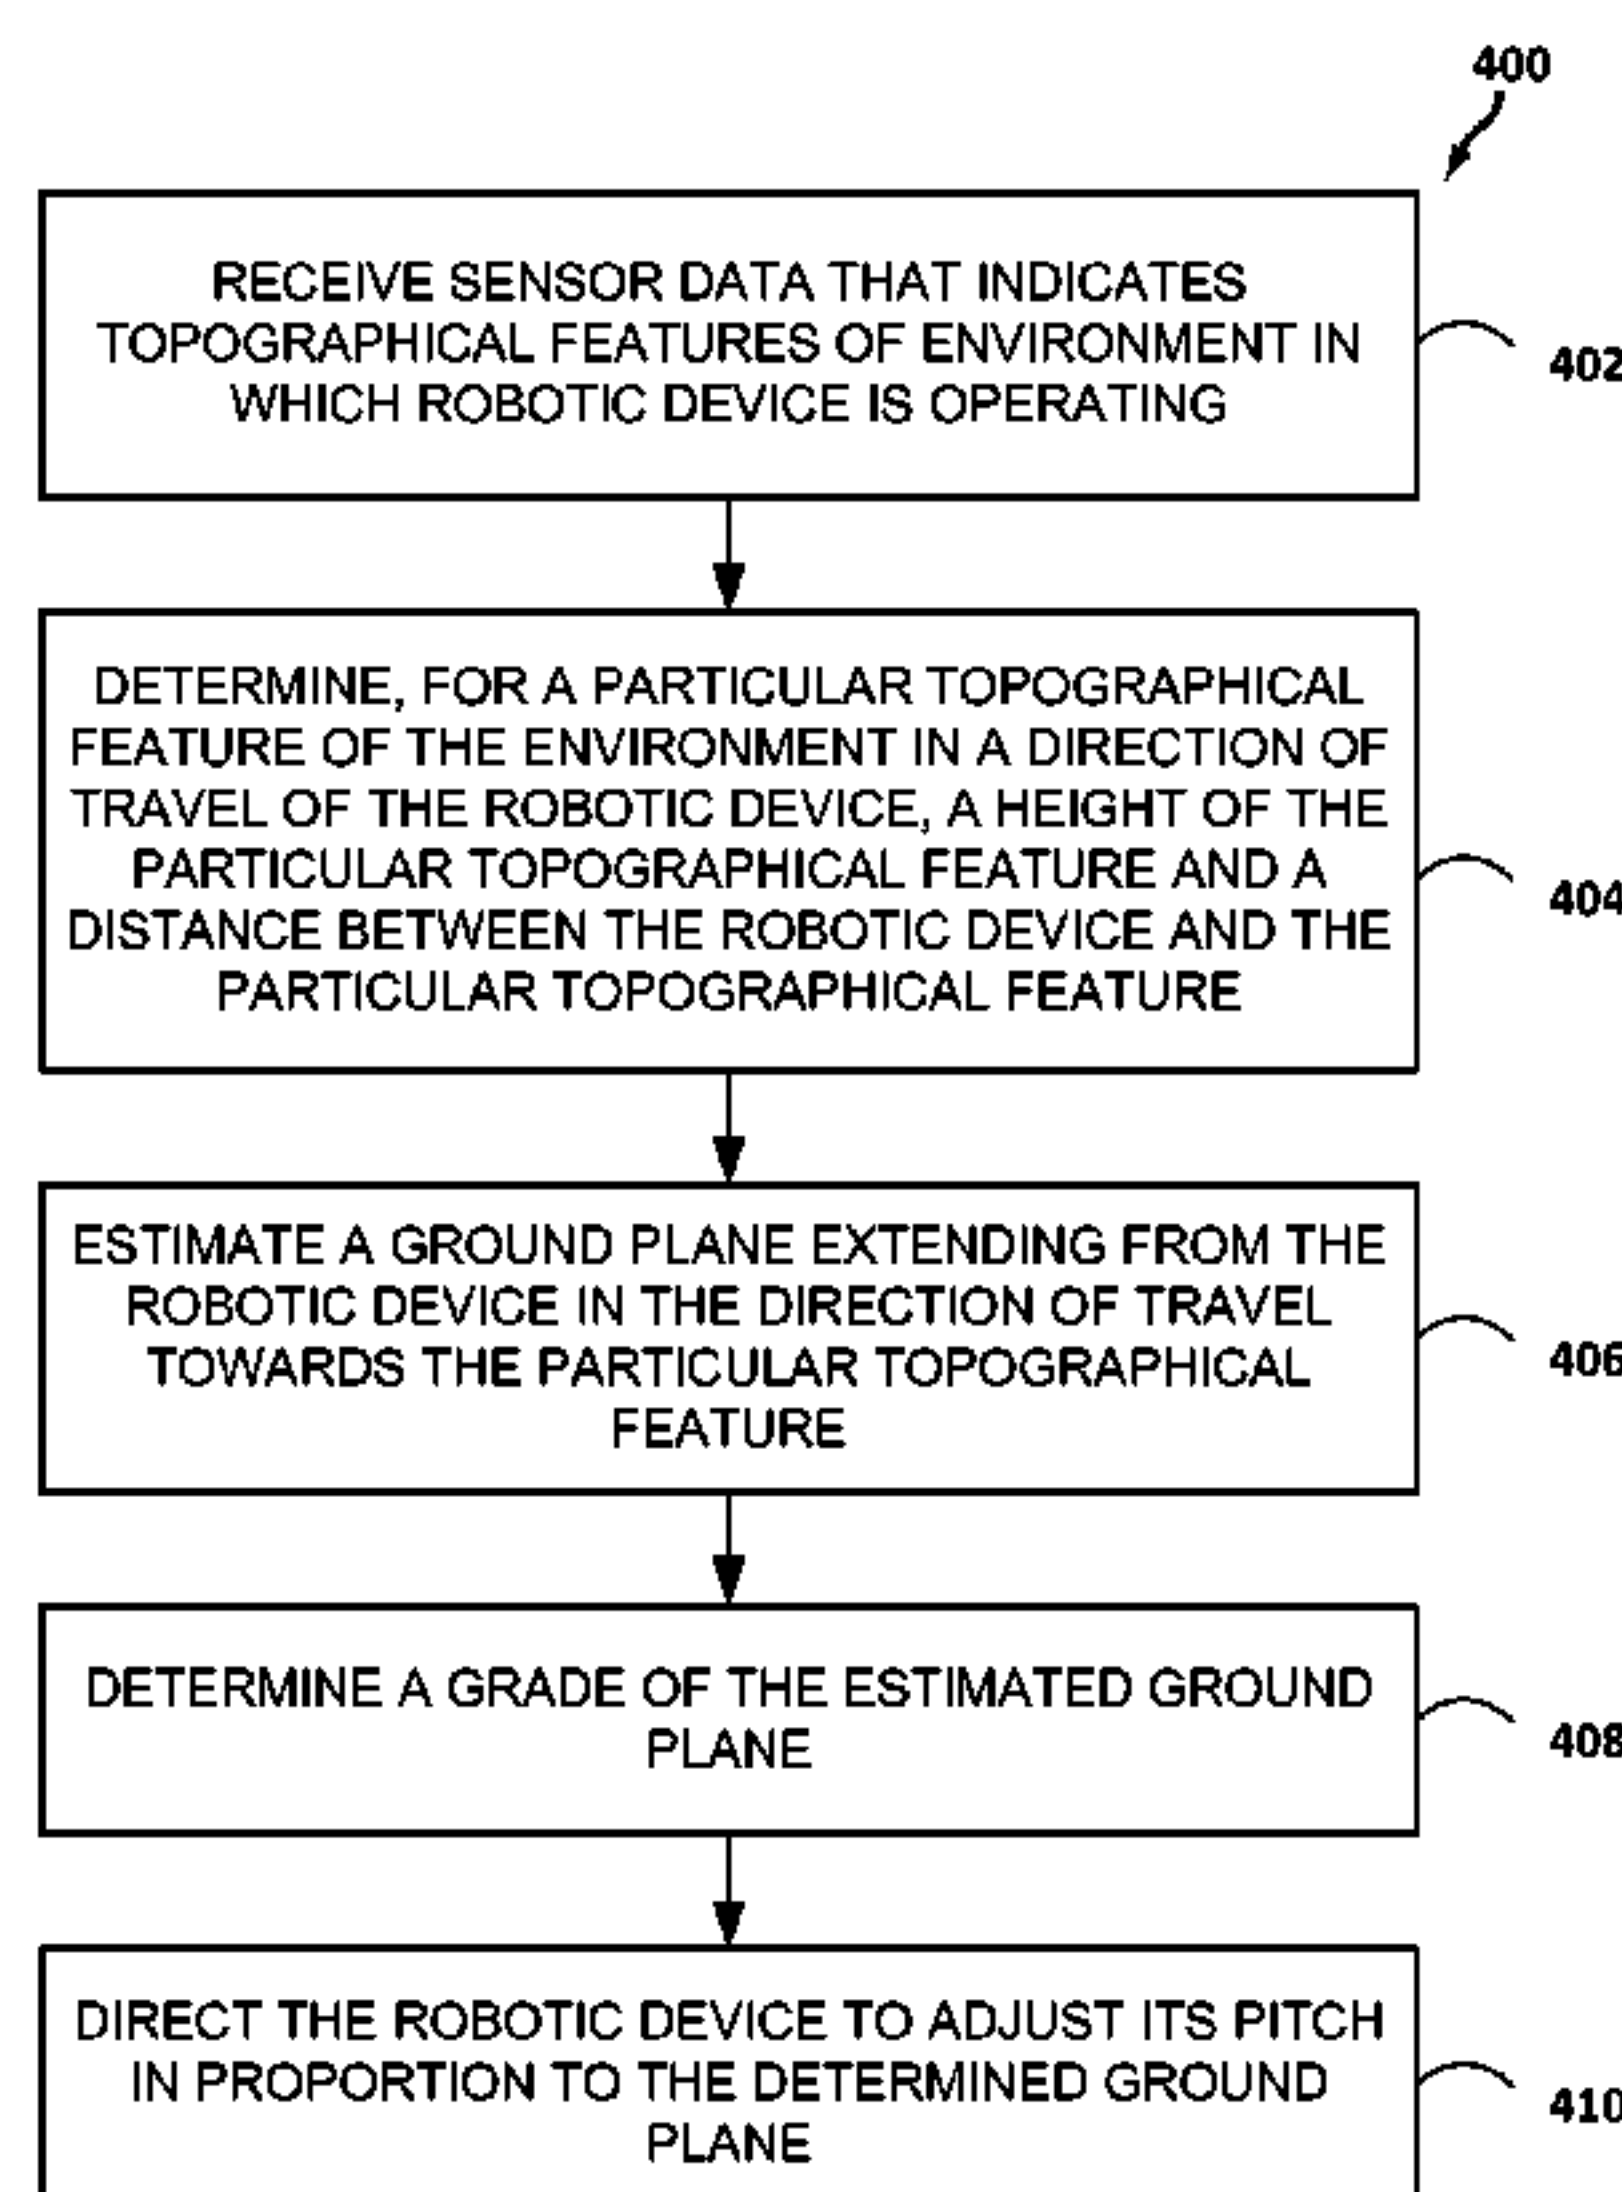 400
RECEIVE SENSOR DATA THAT INDICATES
TOPOGRAPHICAL FEATURES OF ENVIRONMENT IN
WHICH ROBOTIC DEVICE IS OPERATING
402
DETERMINE, FOR A PARTICULAR TOPOGRAPHICAL
FEATURE OF THE ENVIRONMENT IN A DIRECTION OF
TRAVEL OF THE ROBOTIC DEVICE, A HEIGHT OF THE
PARTICULAR TOPOGRAPHICAL FEATURE AND A
DISTANCE BETWEEN THE ROBOTIC DEVICE AND THE
PARTICULAR TOPOGRAPHICAL FEATURE
404
ESTIMATE A GROUND PLANE EXTENDING FROM THE
ROBOTIC DEVICE IN THE DIRECTION OF TRAVEL
TOWARDS THE PARTICULAR TOPOGRAPHICAL
FEATURE
406
DETERMINE A GRADE OF THE ESTIMATED GROUND
PLANE
408
DIRECT THE ROBOTIC DEVICE TO ADJUST ITS PITCH
IN PROPORTION TO THE DETERMINED GROUND
PLANE
410